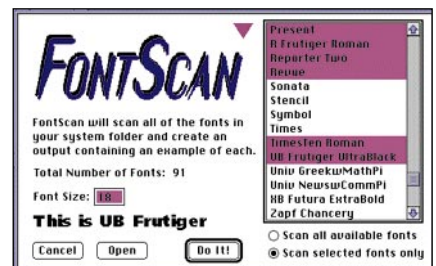 FONTSCAN
FontScan will scan all of the fonts in
your system folder and create an
output containing an example of each.
Total Number of Fonts: 91
Font Size: 18
This is UB Frutiger
Cancel
Open
Do It!
Present
R Frutiger Roman
Reporter Two
Revue
Sonata
Stencil
Symbol
Times
TimesTen Roman
UB Frutiger UltraBlack
Univ GreekwMathPi
Univ NewswCommPi
XB Futura ExtraBold
Zapf Chancery
Scan all available fonts
Scan selected fonts only